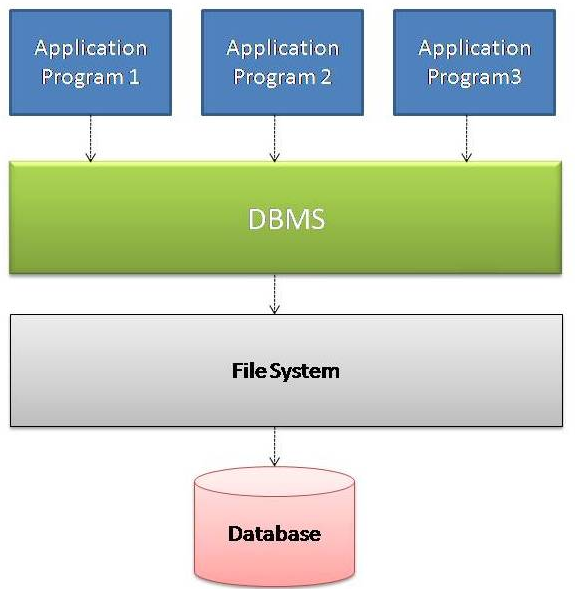 Application
Program 1
Application
Program 2
Application
Program3
DBMS
File System
Database